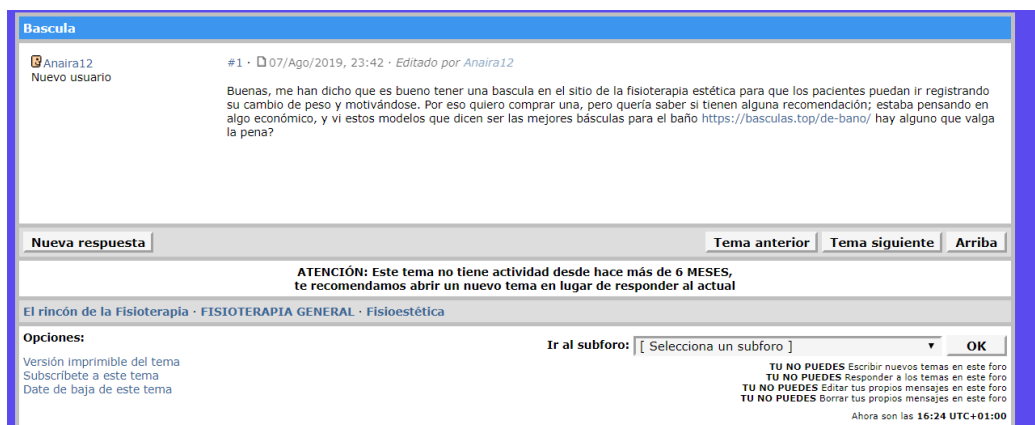 Bascula
Anaira12
Nuevo usuario
#1 · 07/Ago/2019, 23:42 · Editado por Anaira12
Buenas, me han dicho que es bueno tener una bascula en el sitio de la fisioterapia estética para que los pacientes puedan ir registrando
su cambio de peso y motivándose. Por eso quiero comprar una, pero quería saber si tienen alguna recomendación; estaba pensando en
algo económico, y vi estos modelos que dicen ser las mejores básculas para el baño https://basculas.top/de-bano/ hay alguno que valga
la pena?
Nueva respuesta
Tema anterior
Tema siguiente
Arriba
ATENCIÓN: Este tema no tiene actividad desde hace más de 6 MESES,
te recomendamos abrir un nuevo tema en lugar de responder al actual
El rincón de la Fisioterapia · FISIOTERAPIA GENERAL · Fisioestética
Opciones:
Versión imprimible del tema
Subscríbete a este tema
Date de baja de este tema
Ir al subforo: [ Selecciona un subforo ] OK
TU NO PUEDES Escribir nuevos temas en este foro
TU NO PUEDES Responder a los temas en este foro
TU NO PUEDES Editar tus propios mensajes en este foro
TU NO PUEDES Borrar tus propios mensajes en este foro
Ahora son las 16:24 UTC+01:00